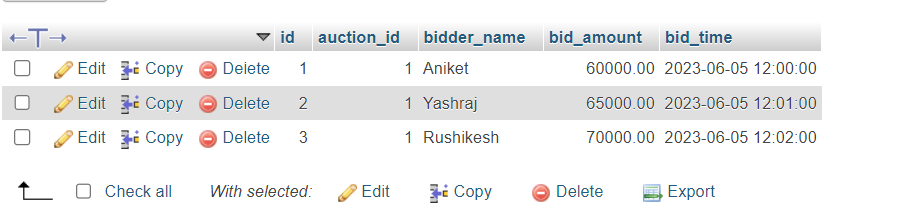 id auction_id bidder_name bid_amount bid_time
Edit Copy Delete 1 1 Aniket 60000.00 2023-06-05 12:00:00
Edit Copy Delete 2 1 Yashraj 65000.00 2023-06-05 12:01:00
Edit Copy Delete 3 1 Rushikesh 70000.00 2023-06-05 12:02:00
Check all With selected: Edit Copy Delete Export